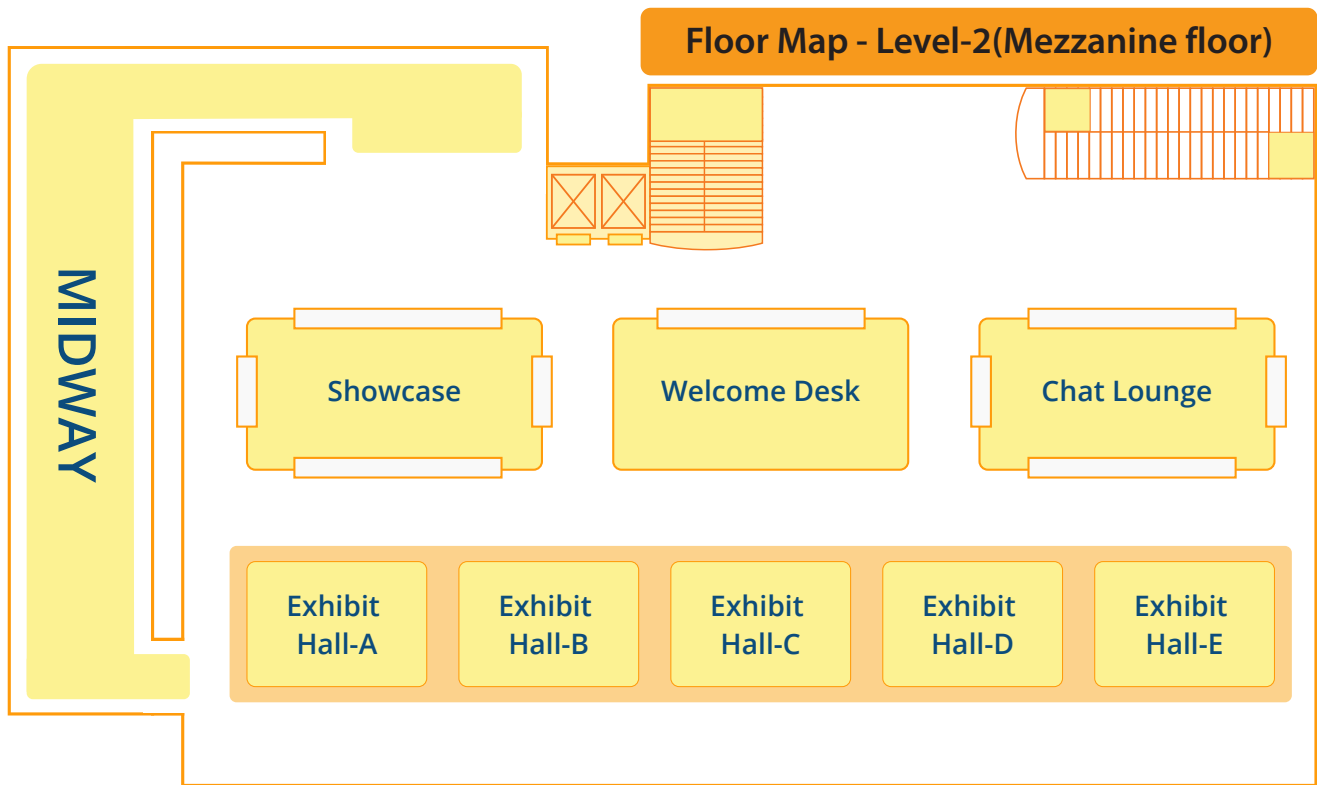 Floor Map - Level-2(Mezzanine floor)
MIDWAY
Showcase
Welcome Desk
Chat Lounge
Exhibit
Hall-A
Exhibit
Hall-B
Exhibit
Hall-C
Exhibit
Hall-D
Exhibit
Hall-E